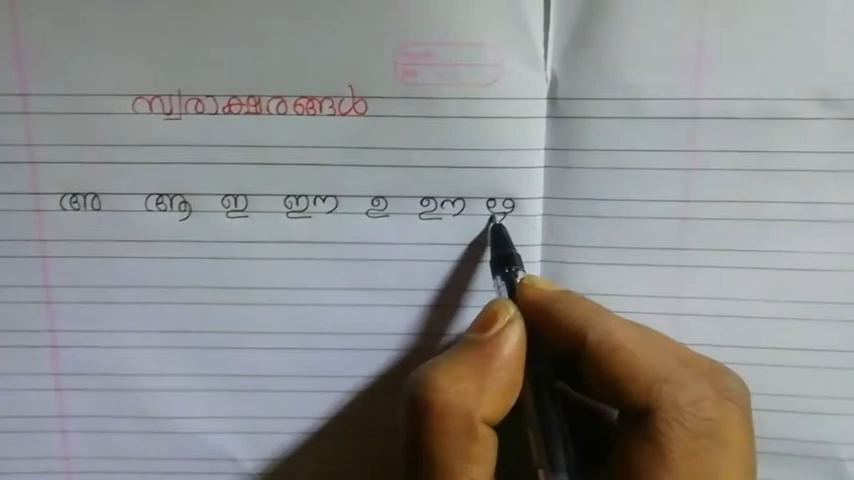 സ്വരാക്ഷരങ്ങൾ
അ ആ ഇ ഈ ഉ ഊ ഋ